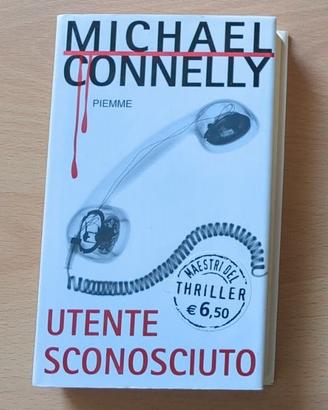 MICHAEL
CONNELLY
PIEMME
MAESTRI DEL
THRILLER
€ 6,50
UTENTE
SCONOSCIUTO